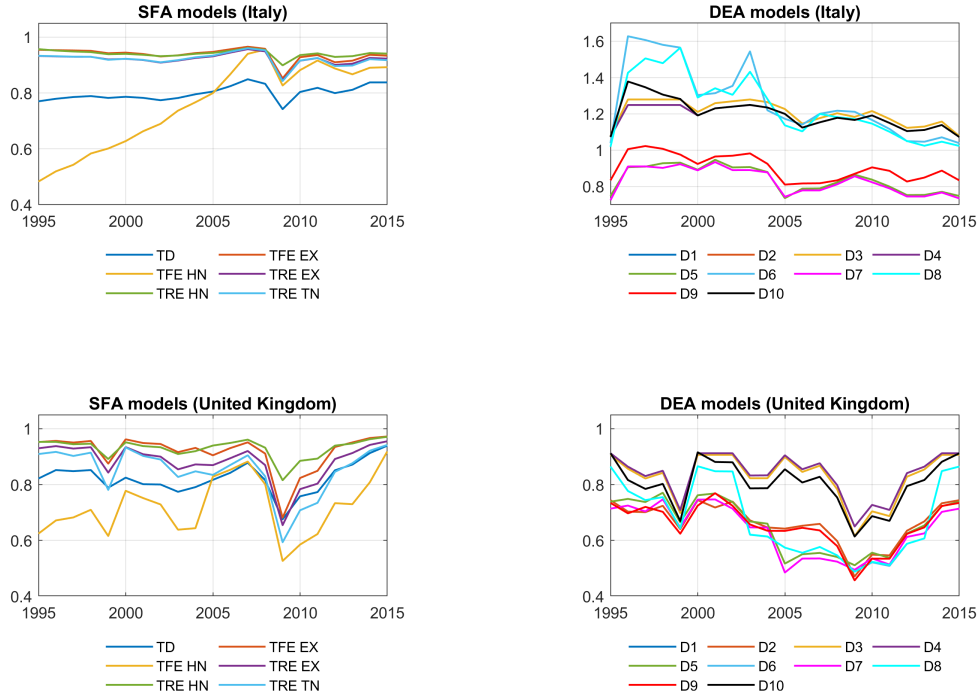 SFA models (Italy)
1
0.8
0.6
0.4
1995 2000 2005 2010 2015
TD TFE EX
TFE HN TRE EX
TRE HN TRE TN
DEA models (Italy)
1.6
1.4
1.2
1
0.8
1995 2000 2005 2010 2015
D1 D2 D3 D4
D5 D6 D7 D8
D9 D10
SFA models (United Kingdom)
1
0.8
0.6
0.4
1995 2000 2005 2010 2015
TD TFE EX
TFE HN TRE EX
TRE HN TRE TN
DEA models (United Kingdom)
1
0.8
0.6
0.4
1995 2000 2005 2010 2015
D1 D2 D3 D4
D5 D6 D7 D8
D9 D10